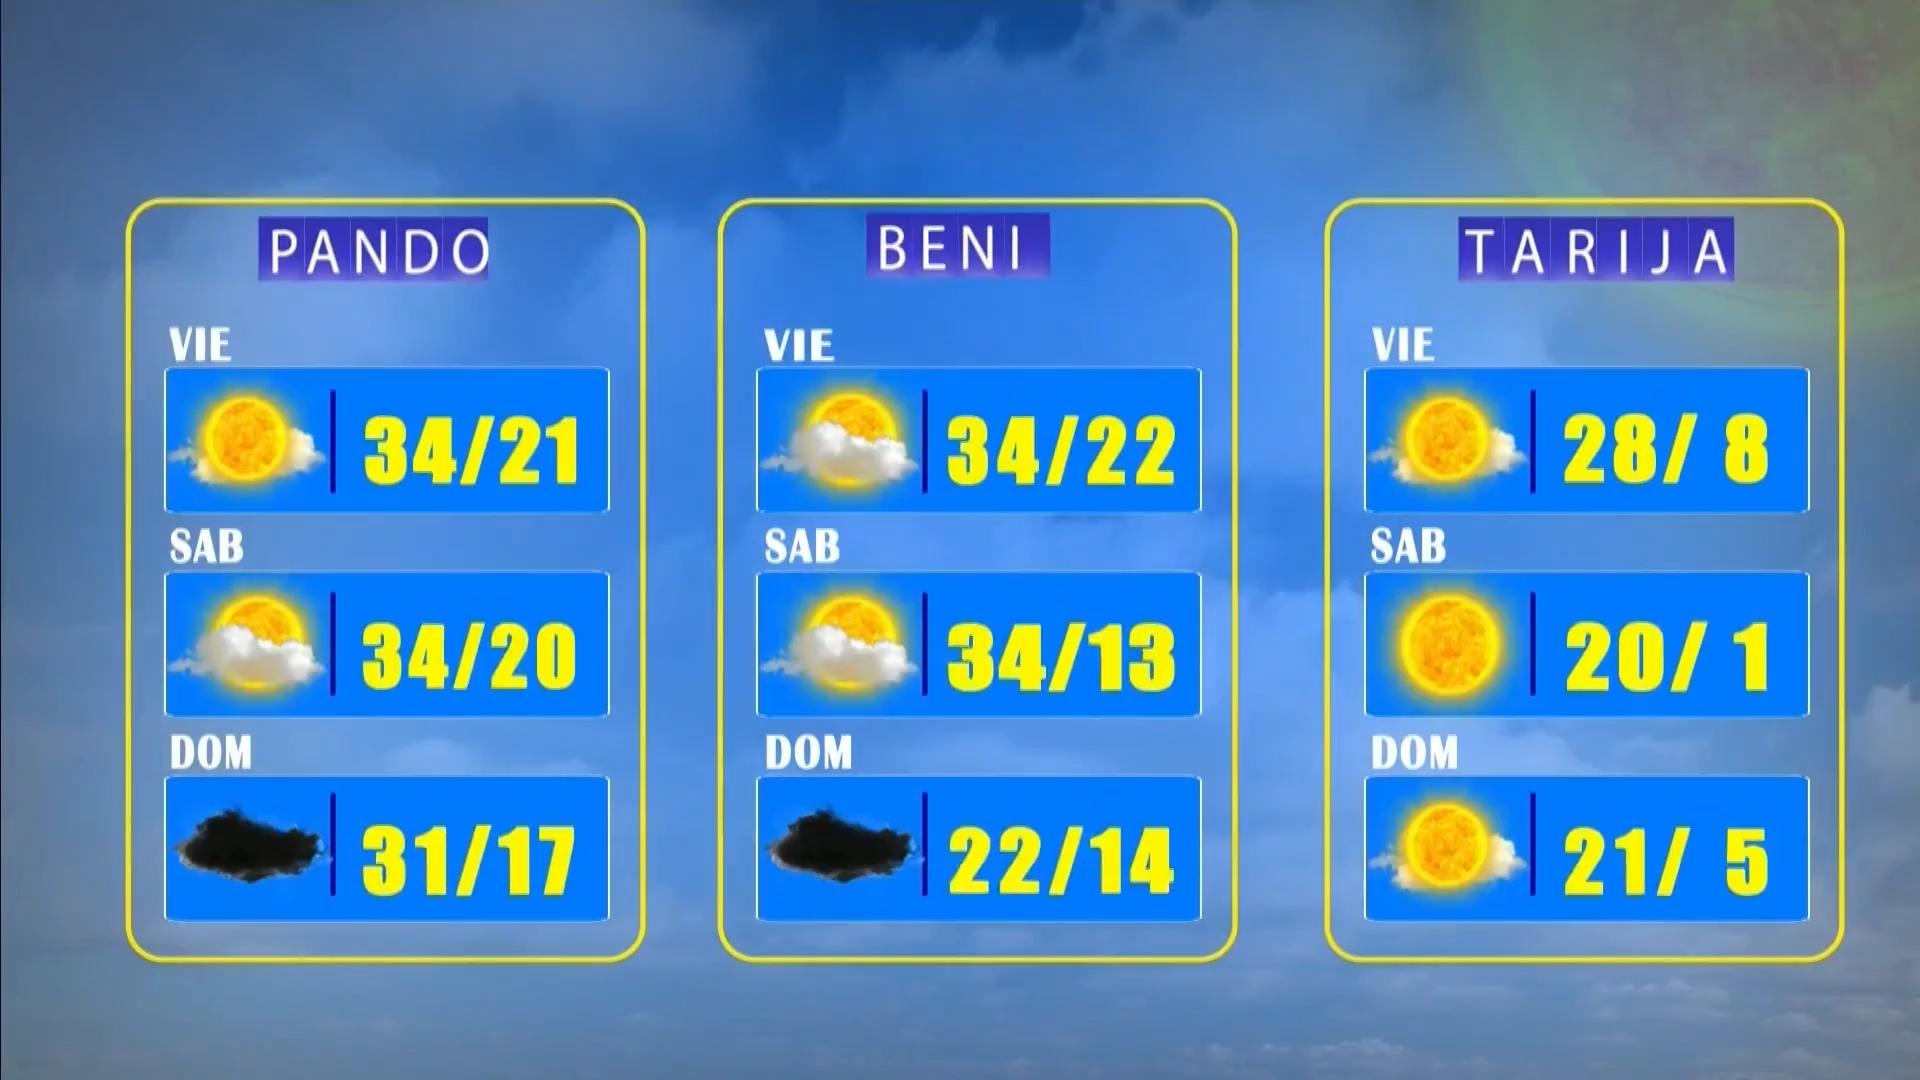 PANDO
VIE
34/21
SAB
34/20
DOM
31/17
BENI
VIE
34/22
SAB
34/13
DOM
22/14
TARIJA
VIE
28/ 8
SAB
20/ 1
DOM
21/ 5